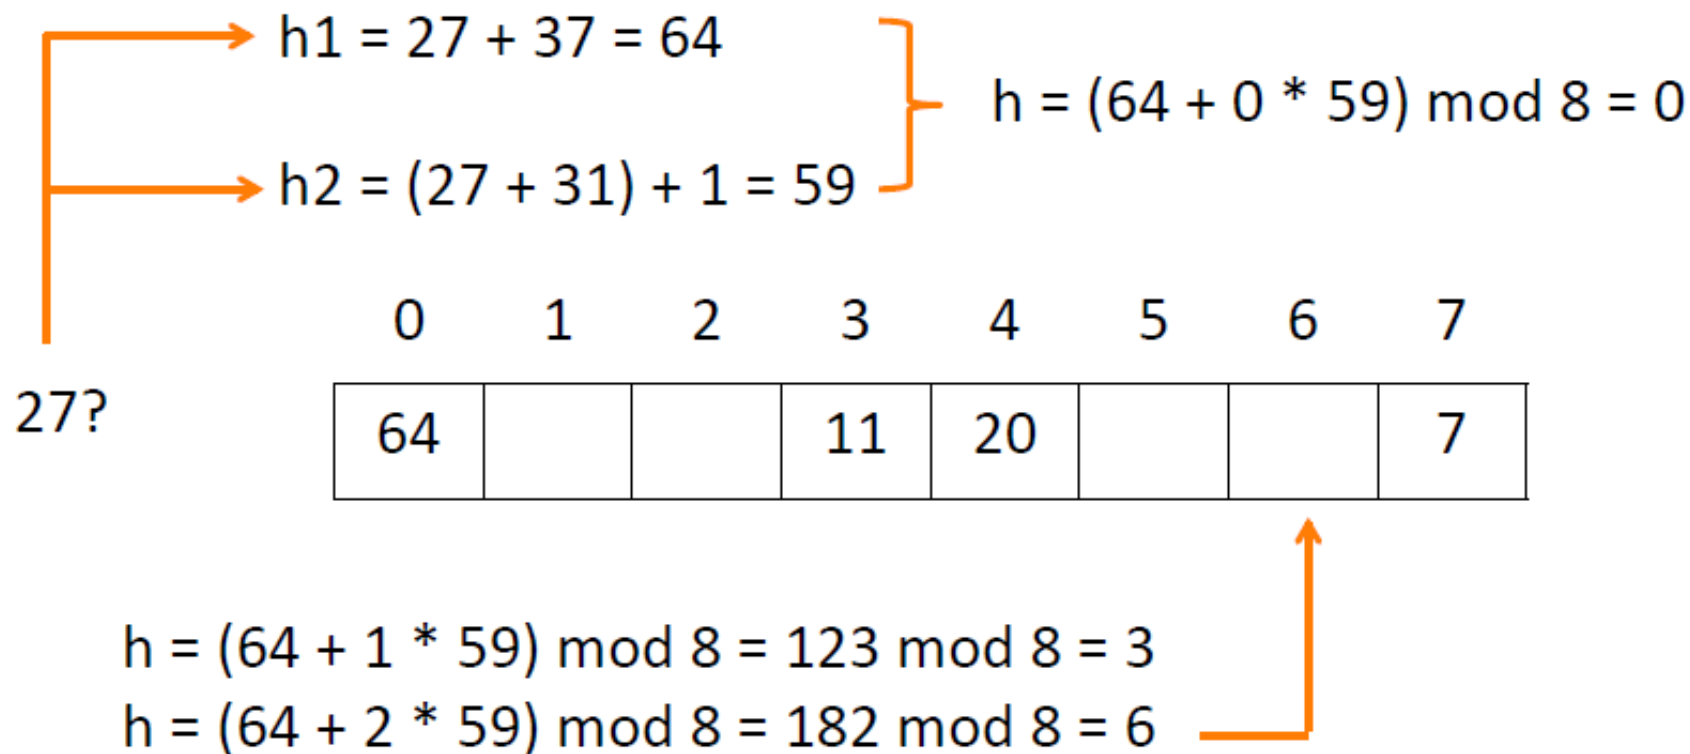 h1 = 27 + 37 = 64
h = (64 + 0 * 59) mod 8 = 0
h2 = (27 + 31) + 1 = 59
0 1 2 3 4 5 6 7
27?
64 11 20 7
h = (64 + 1 * 59) mod 8 = 123 mod 8 = 3
h = (64 + 2 * 59) mod 8 = 182 mod 8 = 6